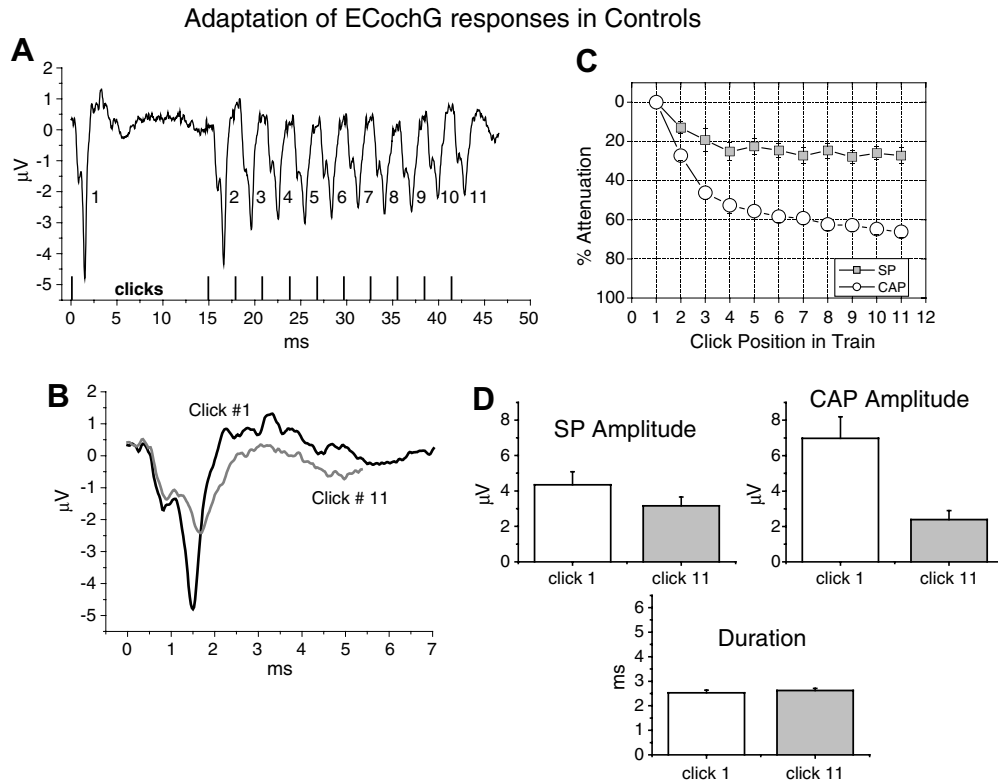 Adaptation of ECochG responses in Controls
A
2
1
0
-1
-2
-3
-4
-5
µV
1
2 3 4 5 6 7 8 9 10 11
clicks
0 5 10 15 20 25 30 35 40 45 50
ms
C
0
20
40
60
80
100
% Attenuation
SP
CAP
0 1 2 3 4 5 6 7 8 9 10 11 12
Click Position in Train
B
2
1
0
-1
-2
-3
-4
-5
µV
Click #1
Click # 11
0 1 2 3 4 5 6 7
ms
D
SP Amplitude
8
6
4
2
0
µV
click 1 click 11
CAP Amplitude
8
6
4
2
0
µV
click 1 click 11
Duration
6
5
4
3
2
1
0
ms
click 1 click 11